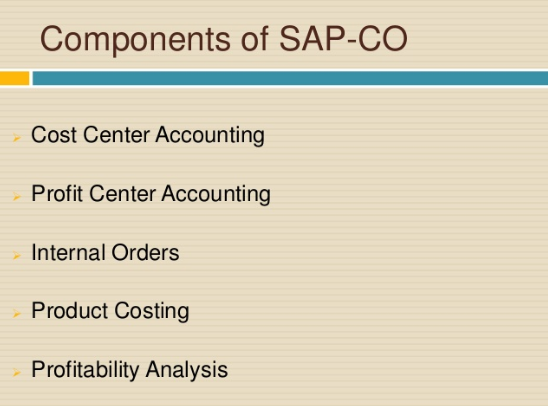 Components of SAP-CO
Cost Center Accounting
Profit Center Accounting
Internal Orders
Product Costing
Profitability Analysis